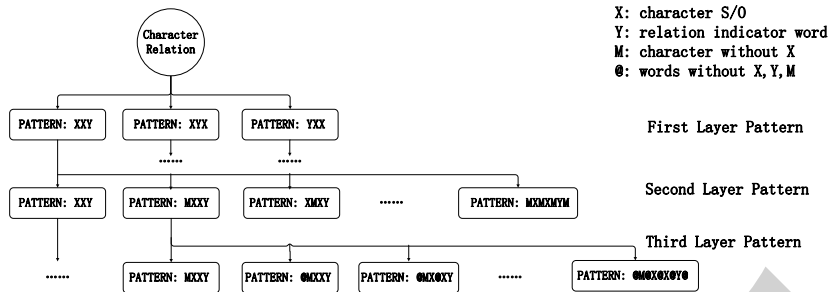 X: character S/O
Y: relation indicator word
M: character without X
@: words without X,Y,M
Character
Relation
PATTERN: XXY
PATTERN: XYX
PATTERN: YXX
First Layer Pattern
......
......
PATTERN: XXY
PATTERN: MXXY
PATTERN: XMXY
......
PATTERN: MXMXMYM
Second Layer Pattern
Third Layer Pattern
......
PATTERN: MXXY
PATTERN: @MXXY
PATTERN: @MX@XY
......
PATTERN: @M@X@X@Y@